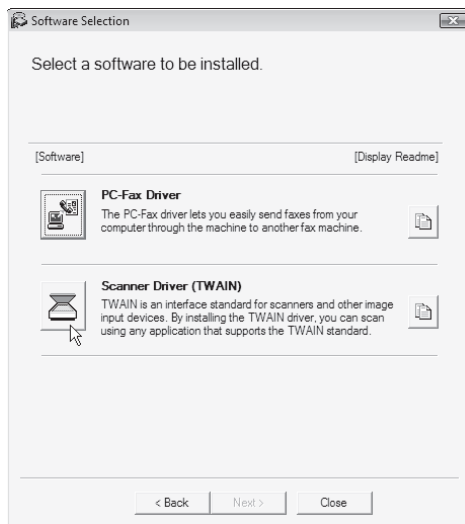 Software Selection
Select a software to be installed.
[Software] [Display Readme]
PC-Fax Driver
The PC-Fax driver lets you easily send faxes from your
computer through the machine to another fax machine.
Scanner Driver (TWAIN)
TWAIN is an interface standard for scanners and other image
input devices. By installing the TWAIN driver, you can scan
using any application that supports the TWAIN standard.
< Back Next > Close